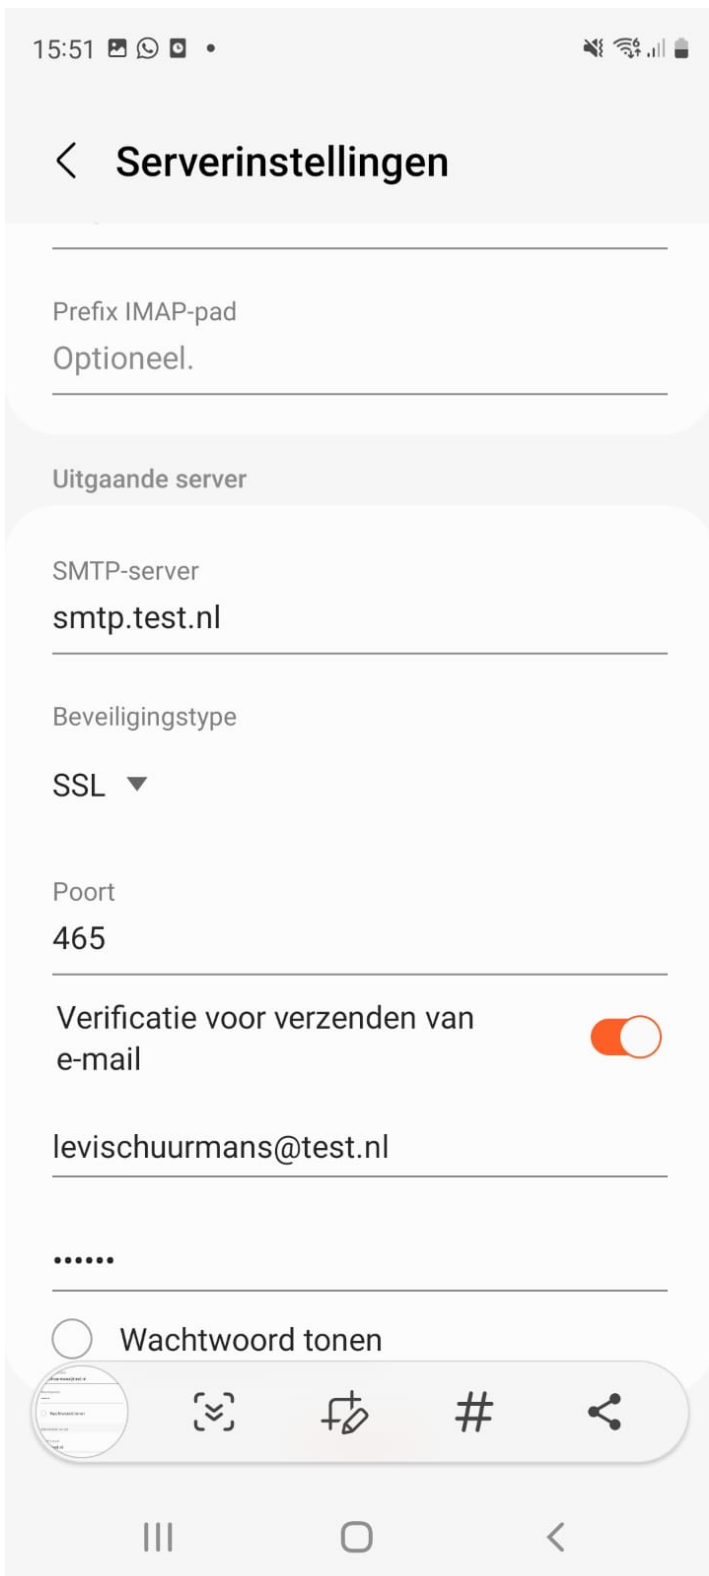 15:51
Serverinstellingen
Prefix IMAP-pad
Optioneel.
Uitgaande server
SMTP-server
smtp.test.nl
Beveiligingstype
SSL
Poort
465
Verificatie voor verzenden van
e-mail
levischuurmans@test.nl
••••••
Wachtwoord tonen